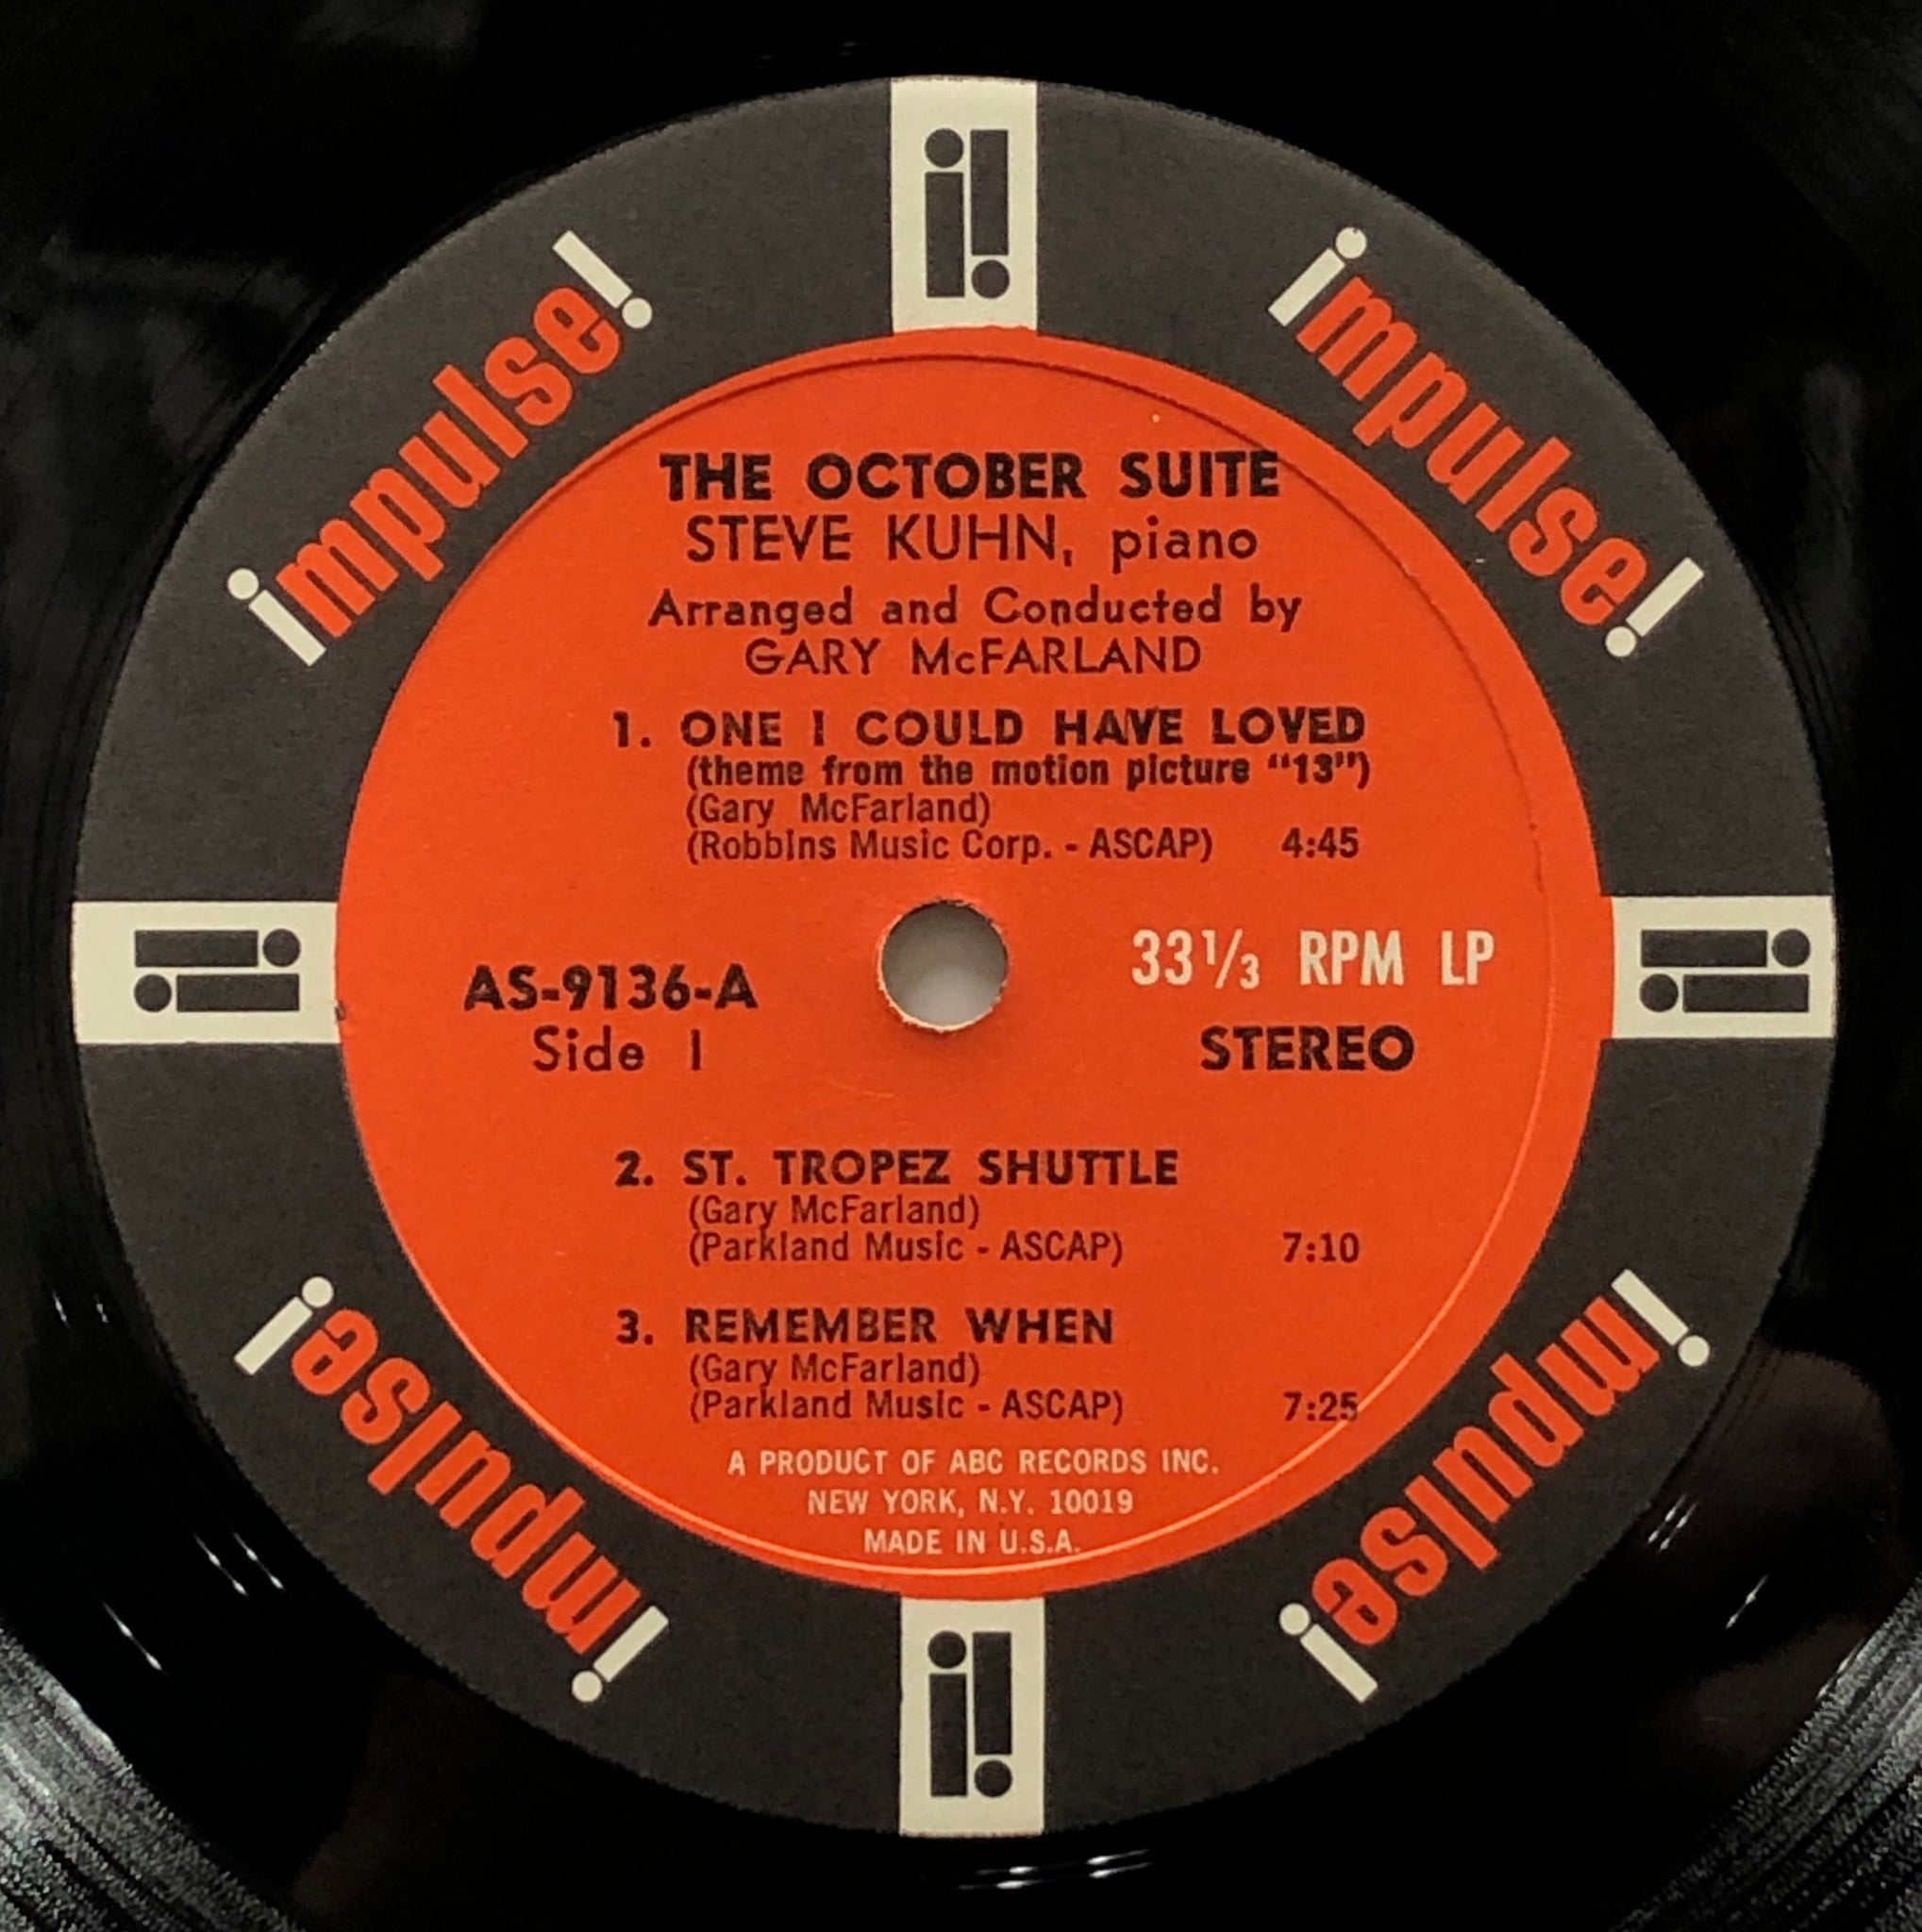 i!
impulse!
impulse!
THE OCTOBER SUITE
STEVE KUHN, piano
Arranged and Conducted by
GARY McFARLAND
1. ONE I COULD HAVE LOVED
(theme from the motion picture “13”)
(Gary McFarland)
(Robbins Music Corp. - ASCAP) 4:45
i!
i!
AS-9136-A
Side 1
33⅓ RPM LP
STEREO
2. ST. TROPEZ SHUTTLE
(Gary McFarland)
(Parkland Music - ASCAP) 7:10
3. REMEMBER WHEN
(Gary McFarland)
(Parkland Music - ASCAP) 7:25
A PRODUCT OF ABC RECORDS INC.
NEW YORK, N.Y. 10019
MADE IN U.S.A.
impulse!
impulse!
i!